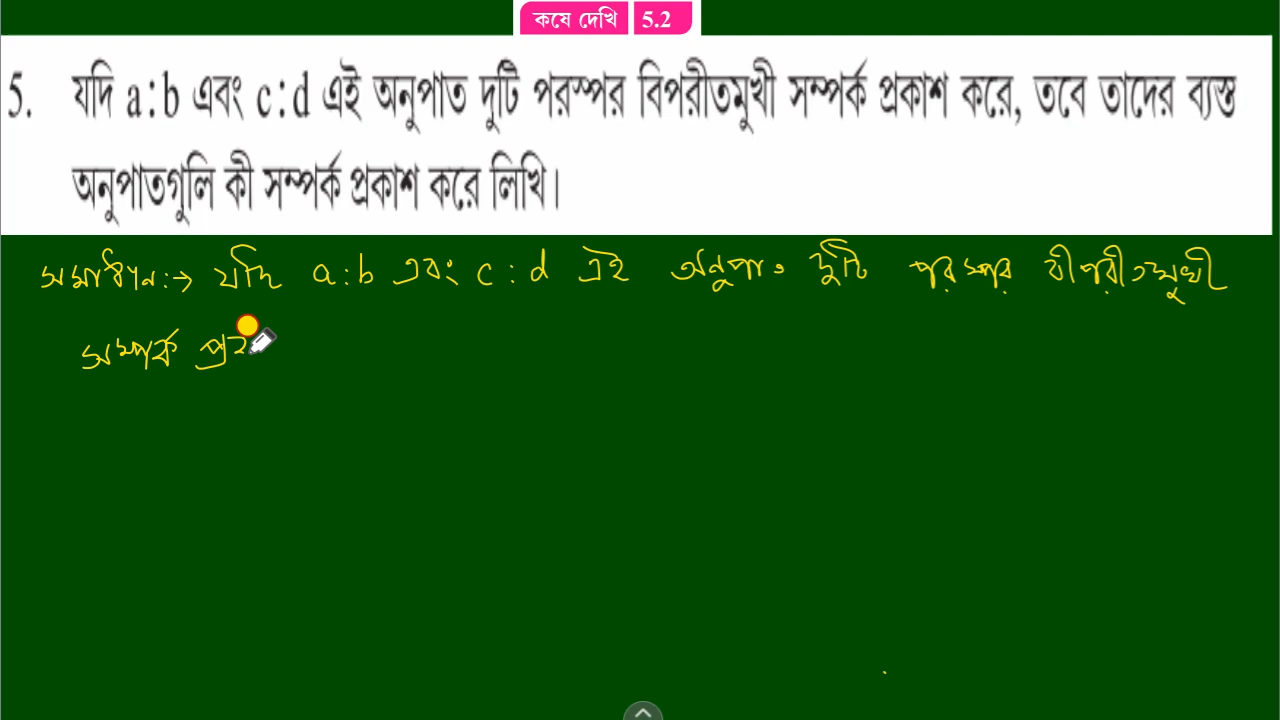 কষে দেখি 5.2
5. যদি a:b এবং c:d এই অনুপাত দুটি পরস্পর বিপরীতমুখী সম্পর্ক প্রকাশ করে, তবে তাদের ব্যস্ত
অনুপাতগুলি কী সম্পর্ক প্রকাশ করে লিখি।
সমাধান:→ যদি a:b এবং c:d এই অনুপাত দুটি পরস্পর বীপরীতমুখী
সম্পর্ক